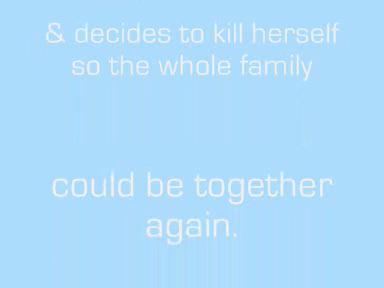 & decides to kill herself
so the whole family
could be together
again.